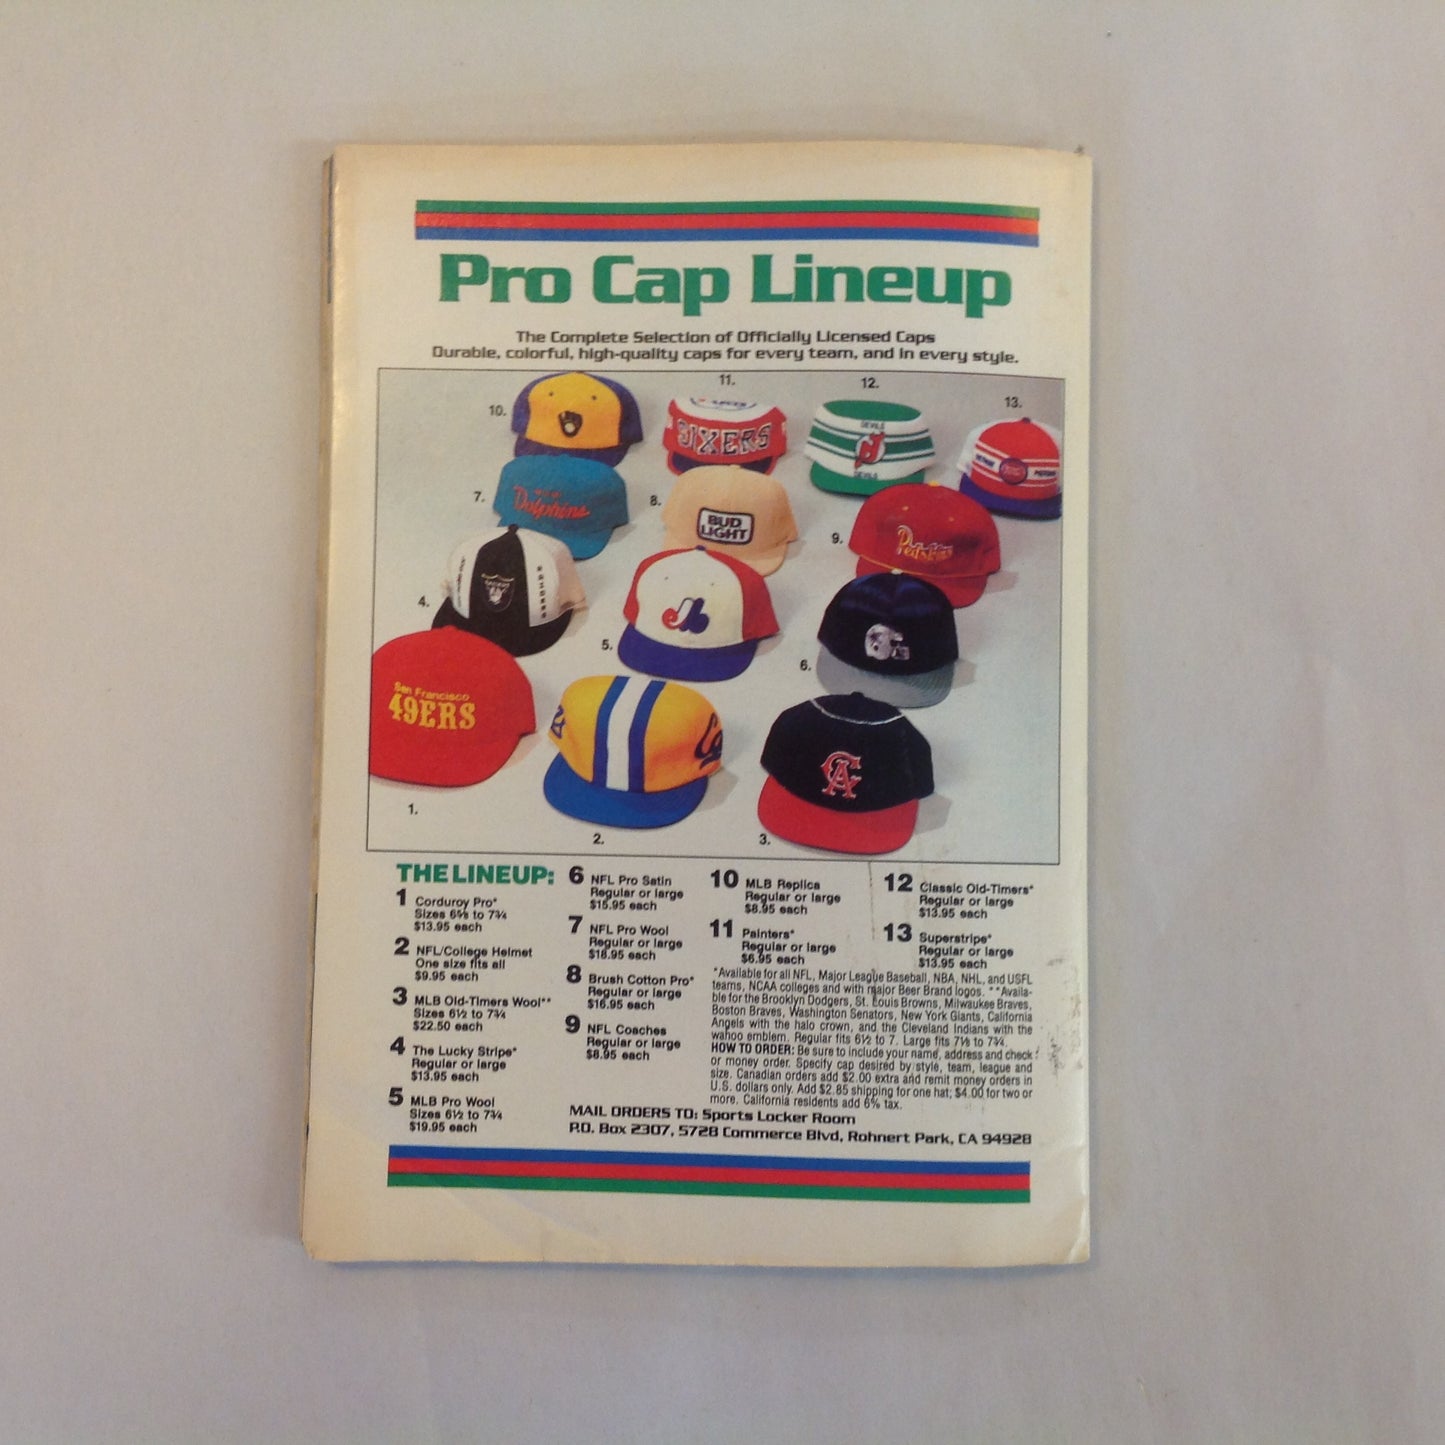 Pro Cap Lineup
The Complete Selection of Officially Licensed Caps
Durable, colorful, high-quality caps for every team, and in every style.
10.
11.
SIXERS
12.
DEVILS
DEVILS
13.
PISTONS
7.
Dolphins
8.
BUD
LIGHT
9.
4.
RAIDERS
5.
6.
San Francisco
49ERS
1.
2.
CA
3.
THE LINEUP:
1 Corduroy Pro*
Sizes 6⅝ to 7¾
$13.95 each
2 NFL/College Helmet
One size fits all
$9.95 each
3 MLB Old-Timers Wool**
Sizes 6½ to 7¾
$22.50 each
4 The Lucky Stripe*
Regular or large
$13.95 each
5 MLB Pro Wool
Sizes 6½ to 7¾
$19.95 each
6 NFL Pro Satin
Regular or large
$15.95 each
7 NFL Pro Wool
Regular or large
$18.95 each
8 Brush Cotton Pro*
Regular or large
$16.95 each
9 NFL Coaches
Regular or large
$8.95 each
10 MLB Replica
Regular or large
$8.95 each
11 Painters*
Regular or large
$6.95 each
12 Classic Old-Timers*
Regular or large
$13.95 each
13 Superstripe*
Regular or large
$13.95 each
*Available for all NFL, Major League Baseball, NBA, NHL, and USFL
teams, NCAA colleges and with major Beer Brand logos. **Availa-
ble for the Brooklyn Dodgers, St. Louis Browns, Milwaukee Braves,
Boston Braves, Washington Senators, New York Giants, California
Angels with the halo crown, and the Cleveland Indians with the
wahoo emblem. Regular fits 6½ to 7. Large fits 7⅛ to 7¾.
HOW TO ORDER: Be sure to include your name, address and check
or money order. Specify cap desired by style, team, league and
size. Canadian orders add $2.00 extra and remit money orders in
U.S. dollars only. Add $2.85 shipping for one hat; $4.00 for two or
more. California residents add 6% tax.
MAIL ORDERS TO: Sports Locker Room
P.O. Box 2307, 5728 Commerce Blvd, Rohnert Park, CA 94928